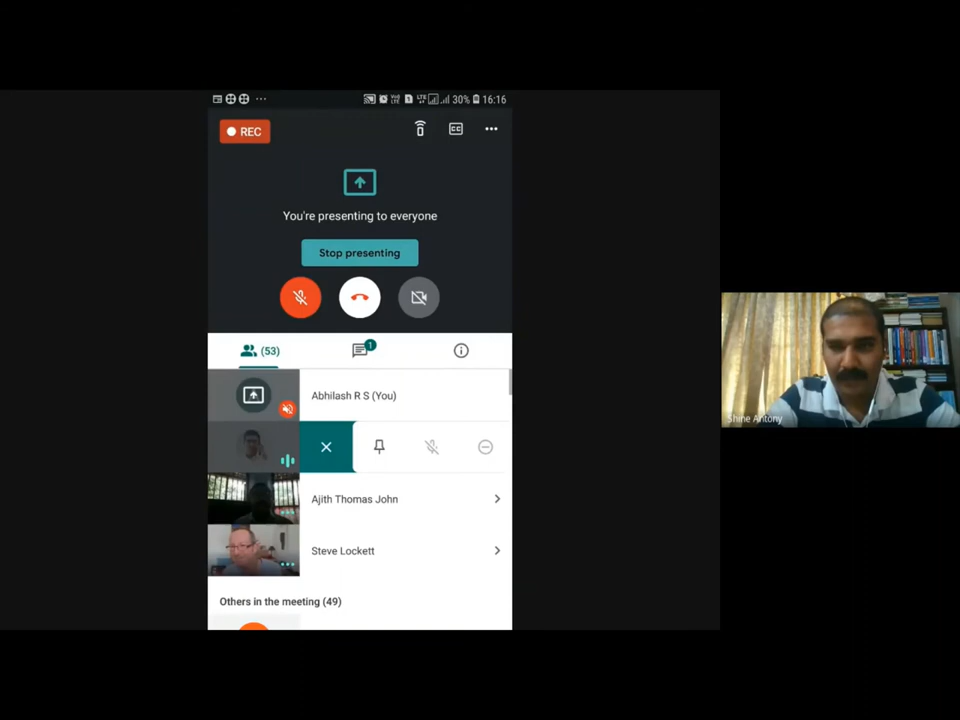 30% 16:16
REC
CC
You're presenting to everyone
Stop presenting
(53)
1
Abhilash R S (You)
Ajith Thomas John
Steve Lockett
Others in the meeting (49)
Shine Antony